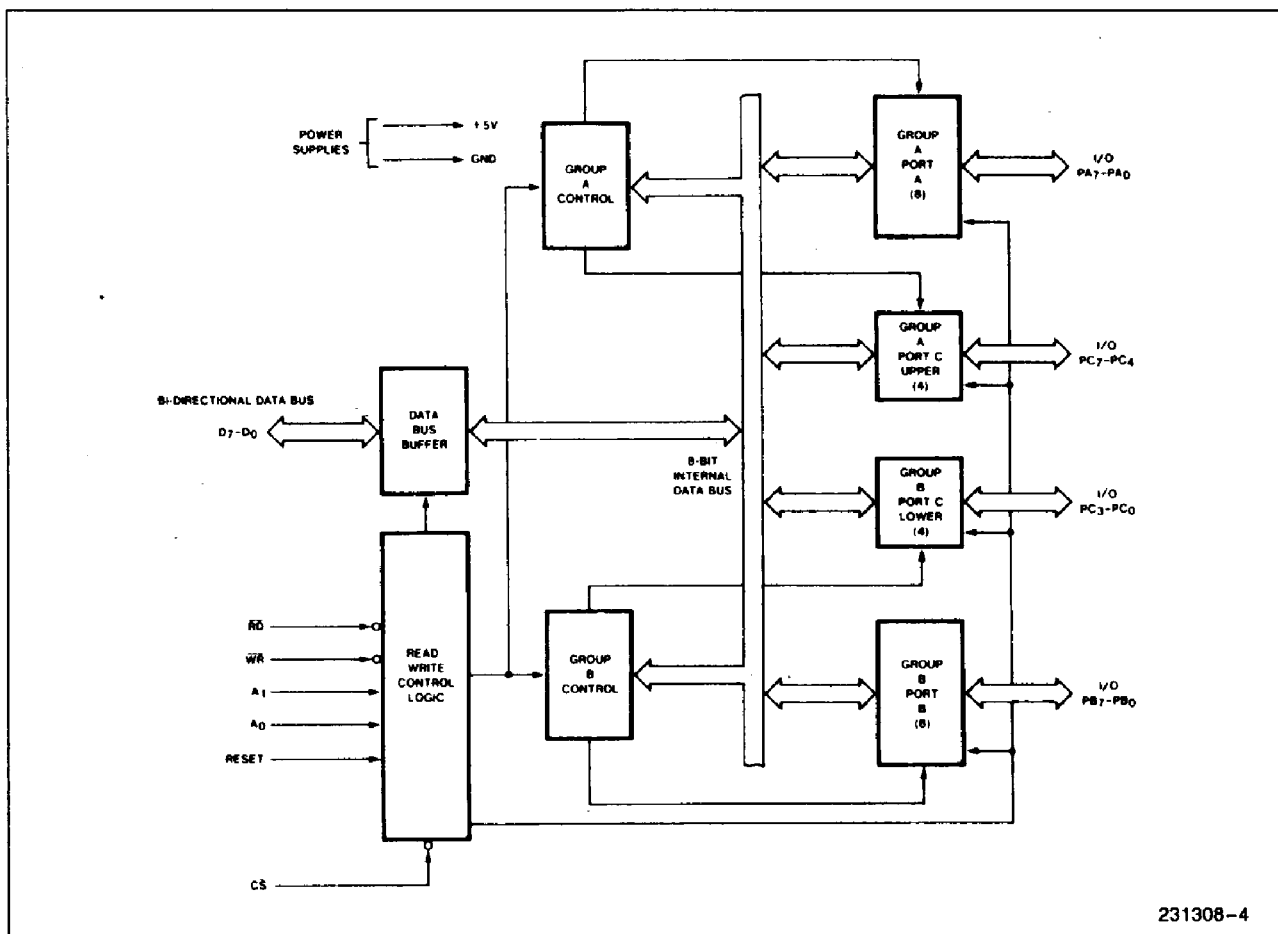 POWER
SUPPLIES
+5V
GND
GROUP
A
CONTROL
GROUP
A
PORT
A
(8)
I/O
PA7-PA0
GROUP
A
PORT C
UPPER
(4)
I/O
PC7-PC4
BI-DIRECTIONAL DATA BUS
D7-D0
DATA
BUS
BUFFER
8-BIT
INTERNAL
DATA BUS
GROUP
B
PORT C
LOWER
(4)
I/O
PC3-PC0
RD
WR
A1
A0
RESET
CS
READ
WRITE
CONTROL
LOGIC
GROUP
B
CONTROL
GROUP
B
PORT
B
(8)
I/O
PB7-PB0
231308-4